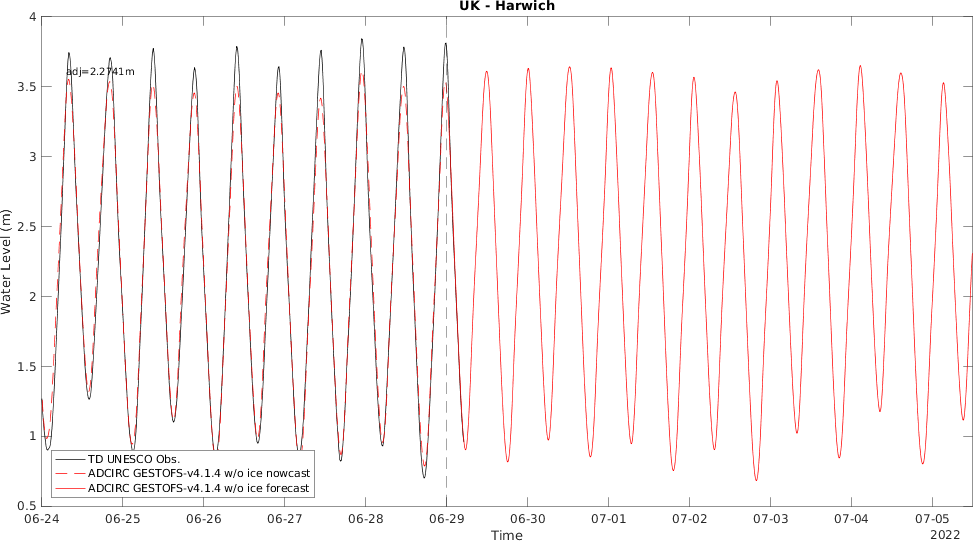 UK - Harwich
4
adj=2.2741m
3.5
3
2.5
2
1.5
1
0.5
Water Level (m)
TD UNESCO Obs.
ADCIRC GESTOFS-v4.1.4 w/o ice nowcast
ADCIRC GESTOFS-v4.1.4 w/o ice forecast
06-24 06-25 06-26 06-27 06-28 06-29 06-30 07-01 07-02 07-03 07-04 07-05
Time
2022